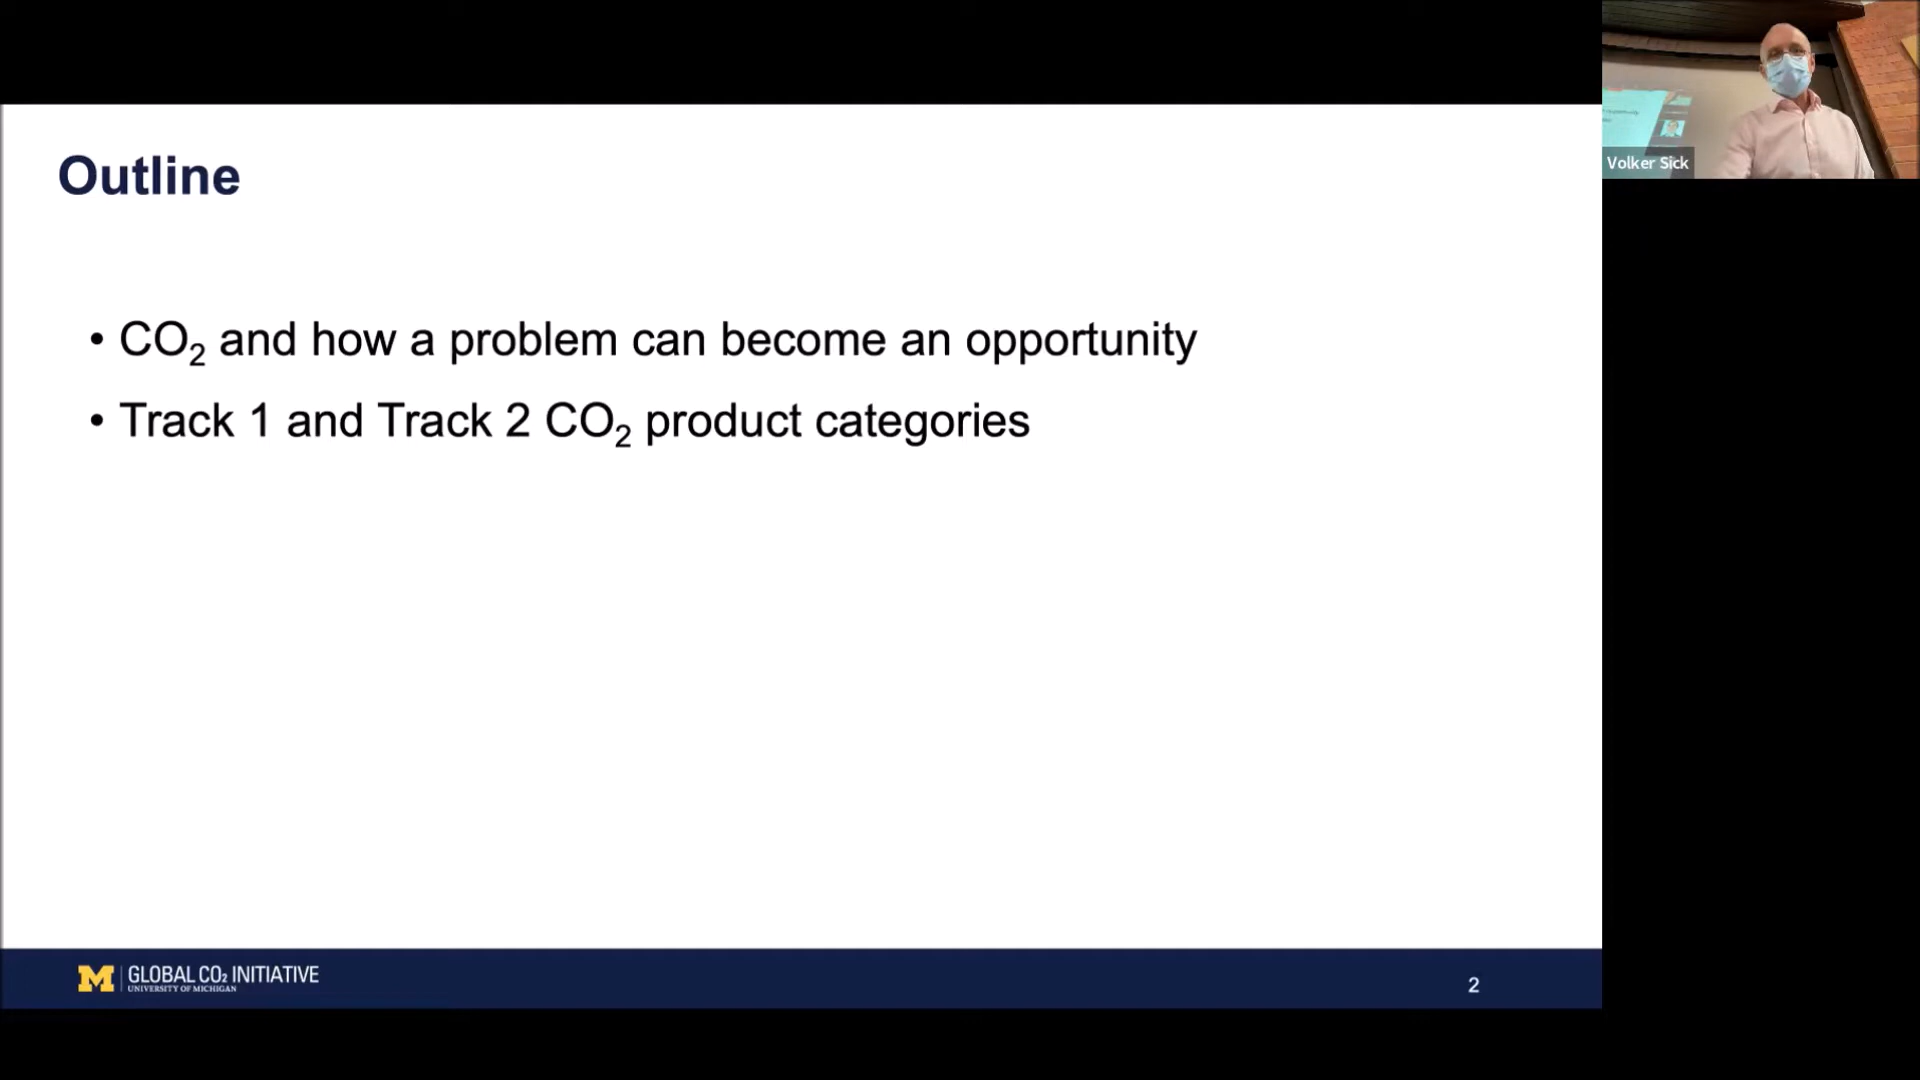 Outline
• CO₂ and how a problem can become an opportunity
• Track 1 and Track 2 CO₂ product categories
M GLOBAL CO₂ INITIATIVE
UNIVERSITY OF MICHIGAN
2
Volker Sick